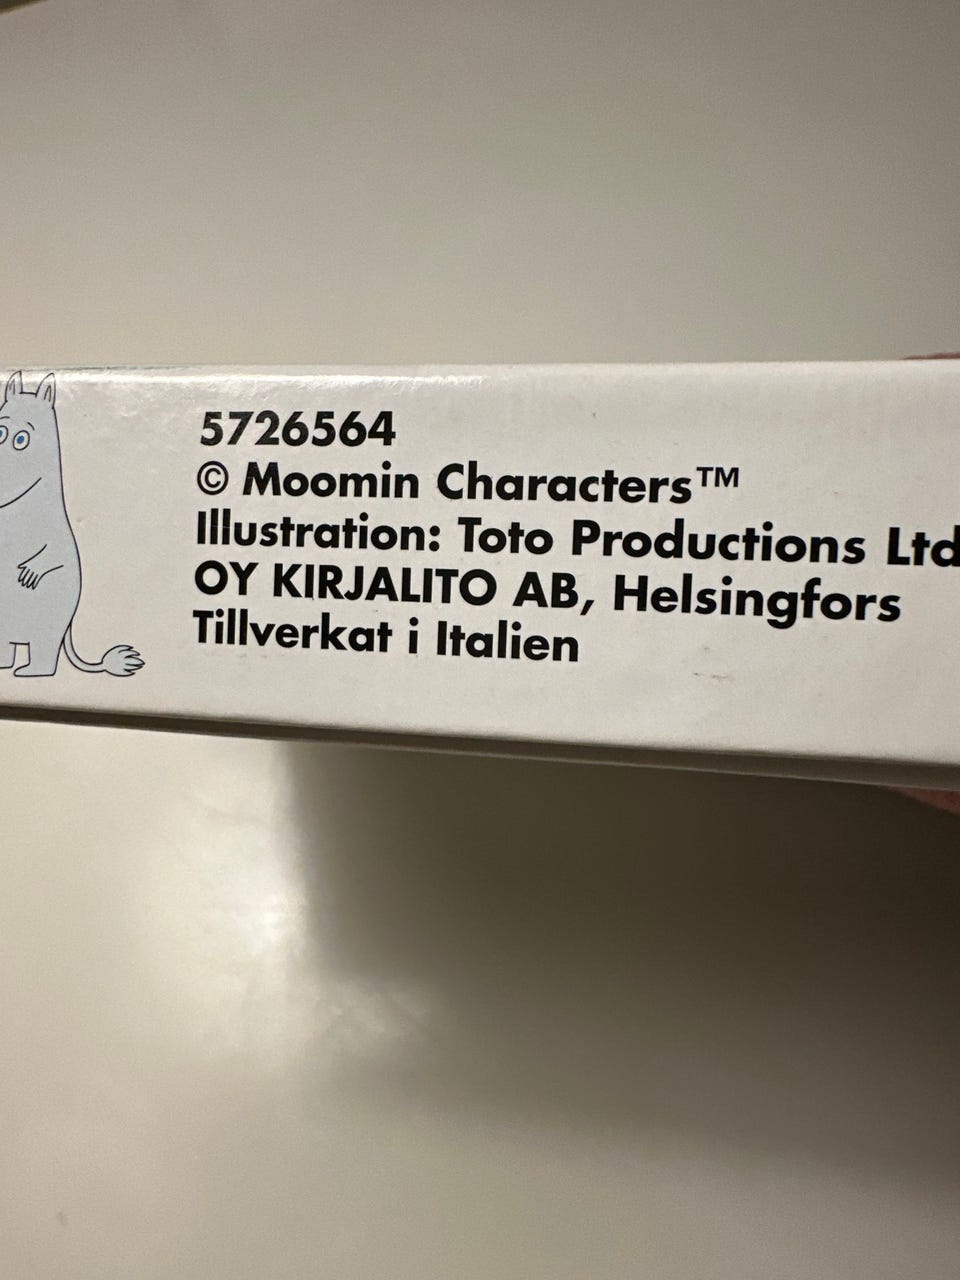 5726564
© Moomin Characters™
Illustration: Toto Productions Ltd
OY KIRJALITO AB, Helsingfors
Tillverkat i Italien